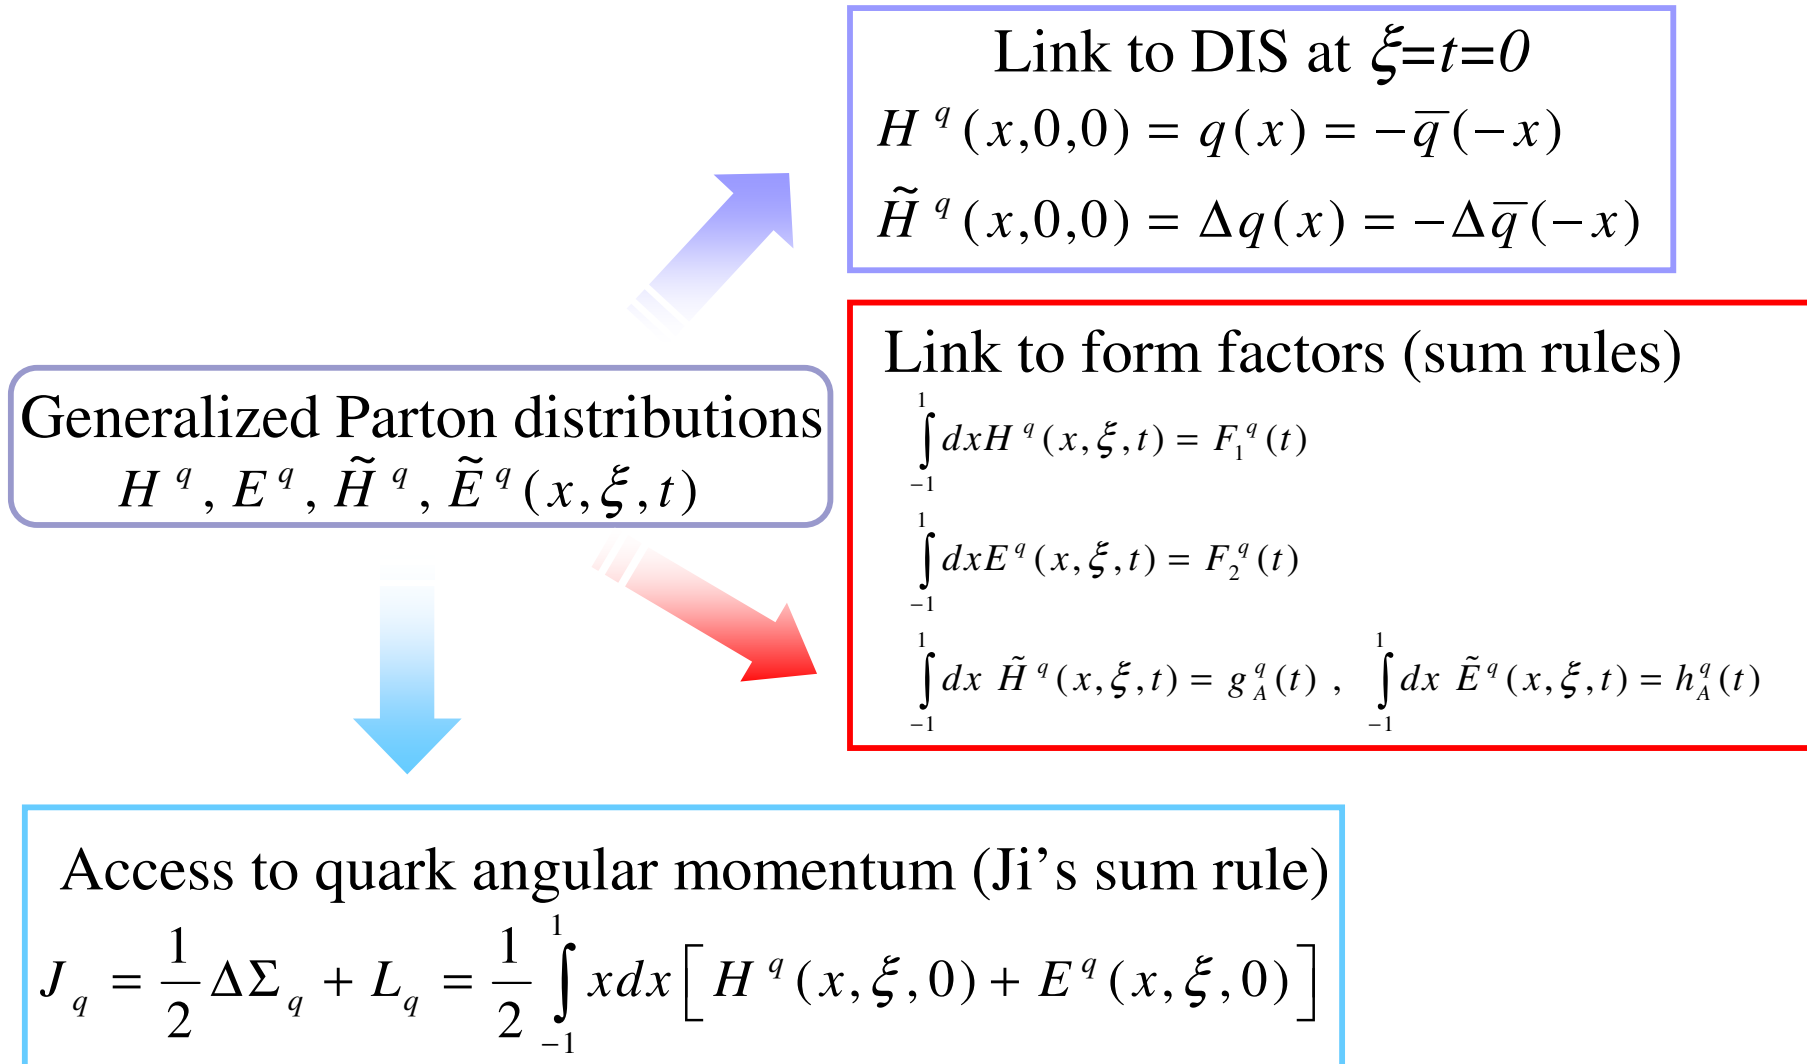 Link to DIS at ξ=t=0
H^q(x,0,0) = q(x) = −q̅(−x)
H̃^q(x,0,0) = Δq(x) = −Δq̅(−x)
Link to form factors (sum rules)
∫_{−1}^{1} dxH^q(x,ξ,t) = F_1^q(t)
∫_{−1}^{1} dxE^q(x,ξ,t) = F_2^q(t)
∫_{−1}^{1} dx H̃^q(x,ξ,t) = g_A^q(t) , ∫_{−1}^{1} dx Ẽ^q(x,ξ,t) = h_A^q(t)
Generalized Parton distributions
H^q, E^q, H̃^q, Ẽ^q(x,ξ,t)
Access to quark angular momentum (Ji’s sum rule)
J_q = 1/2 ΔΣ_q + L_q = 1/2 ∫_{−1}^{1} xdx[H^q(x,ξ,0) + E^q(x,ξ,0)]